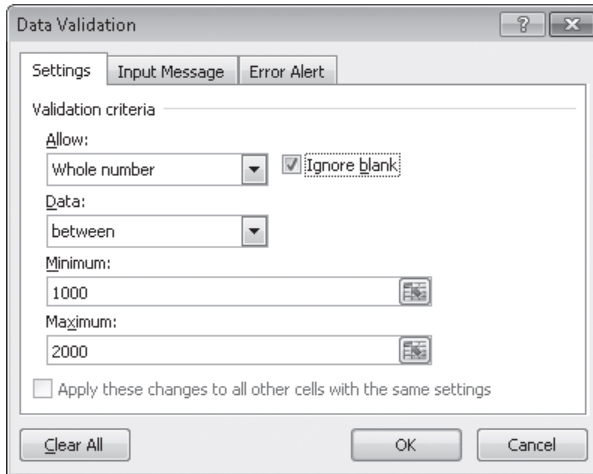 Data Validation
Settings Input Message Error Alert
Validation criteria
Allow:
Whole number Ignore blank
Data:
between
Minimum:
1000
Maximum:
2000
Apply these changes to all other cells with the same settings
Clear All OK Cancel